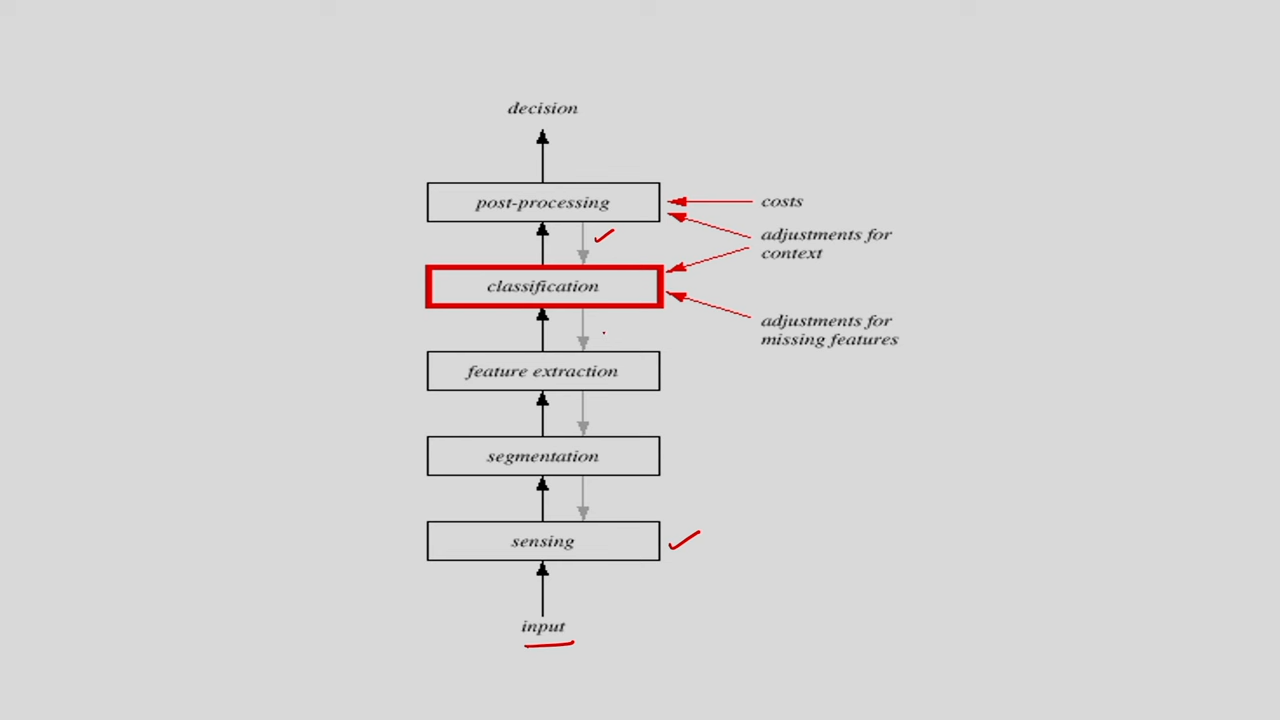 decision
post-processing
costs
adjustments for
context
classification
adjustments for
missing features
feature extraction
segmentation
sensing
input